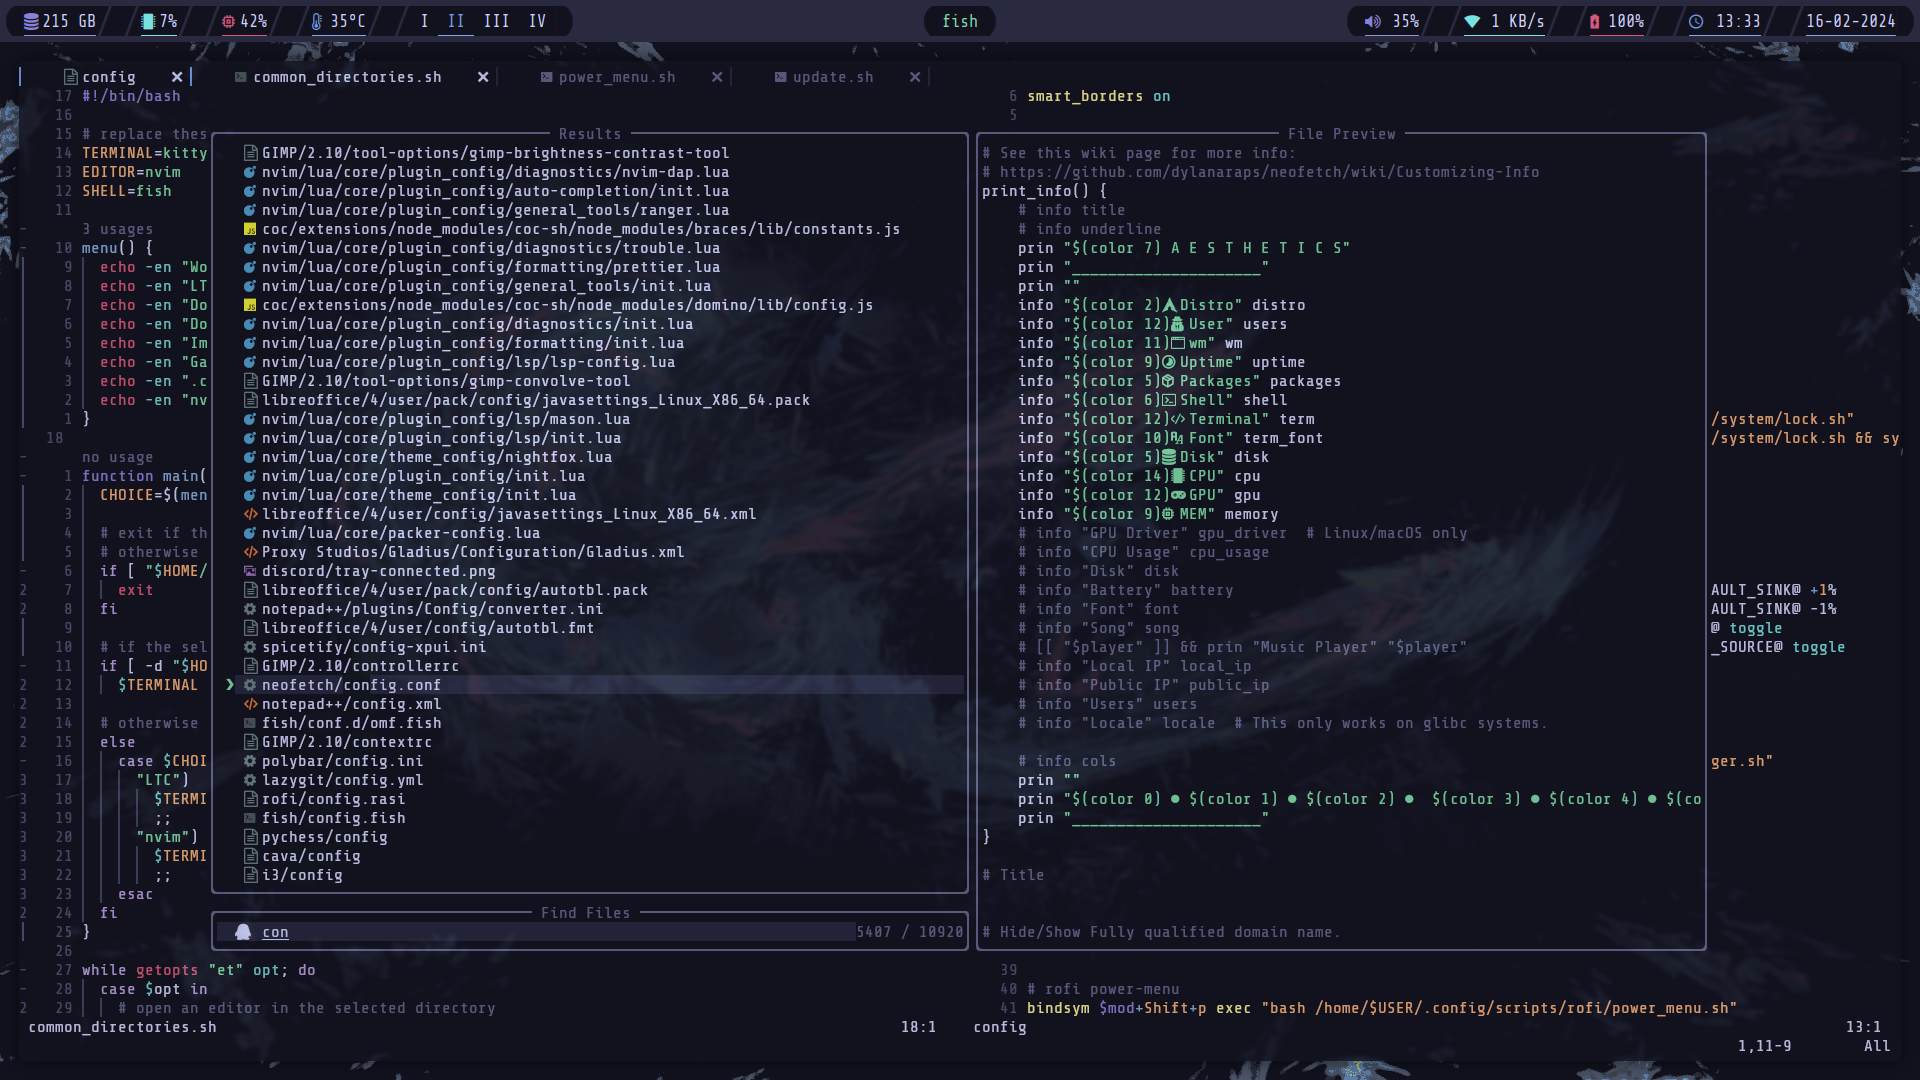 215 GB 7% 42% 35°C I II III IV fish 35% 1 KB/s 100% 13:33 16-02-2024
config × common_directories.sh × power_menu.sh × update.sh ×
17 #!/bin/bash
16
15 # replace thes
14 TERMINAL=kitty
13 EDITOR=nvim
12 SHELL=fish
11
3 usages
10 menu() {
9 echo -en "Wo
8 echo -en "LT
7 echo -en "Do
6 echo -en "Do
5 echo -en "Im
4 echo -en "Ga
3 echo -en ".c
2 echo -en "nv
1 }
18
no usage
1 function main(
2 CHOICE=$(men
3
4 # exit if th
5 # otherwise
6 if [ "$HOME/
2 7 exit
2 8 fi
9
10 # if the sel
2 11 if [ -d "$HO
2 12 $TERMINAL
2 13
2 14 # otherwise
2 15 else
16 case $CHOI
3 17 "LTC")
3 18 $TERMI
3 19 ;;
3 20 "nvim")
3 21 $TERMI
3 22 ;;
3 23 esac
2 24 fi
25 }
26
27 while getopts "et" opt; do
28 case $opt in
2 29 # open an editor in the selected directory
common_directories.sh 18:1
Results
GIMP/2.10/tool-options/gimp-brightness-contrast-tool
nvim/lua/core/plugin_config/diagnostics/nvim-dap.lua
nvim/lua/core/plugin_config/auto-completion/init.lua
nvim/lua/core/plugin_config/general_tools/ranger.lua
coc/extensions/node_modules/coc-sh/node_modules/braces/lib/constants.js
nvim/lua/core/plugin_config/diagnostics/trouble.lua
nvim/lua/core/plugin_config/formatting/prettier.lua
nvim/lua/core/plugin_config/general_tools/init.lua
coc/extensions/node_modules/coc-sh/node_modules/domino/lib/config.js
nvim/lua/core/plugin_config/diagnostics/init.lua
nvim/lua/core/plugin_config/formatting/init.lua
nvim/lua/core/plugin_config/lsp/lsp-config.lua
GIMP/2.10/tool-options/gimp-convolve-tool
libreoffice/4/user/pack/config/javasettings_Linux_X86_64.pack
nvim/lua/core/plugin_config/lsp/mason.lua
nvim/lua/core/plugin_config/lsp/init.lua
nvim/lua/core/theme_config/nightfox.lua
nvim/lua/core/plugin_config/init.lua
nvim/lua/core/theme_config/init.lua
libreoffice/4/user/config/javasettings_Linux_X86_64.xml
nvim/lua/core/packer-config.lua
Proxy Studios/Gladius/Configuration/Gladius.xml
discord/tray-connected.png
libreoffice/4/user/pack/config/autotbl.pack
notepad++/plugins/Config/converter.ini
libreoffice/4/user/config/autotbl.fmt
spicetify/config-xpui.ini
GIMP/2.10/controllerrc
❯ neofetch/config.conf
notepad++/config.xml
fish/conf.d/omf.fish
GIMP/2.10/contextrc
polybar/config.ini
lazygit/config.yml
rofi/config.rasi
fish/config.fish
pychess/config
cava/config
i3/config
Find Files
con 5407 / 10920
6 smart_borders on
5
File Preview
# See this wiki page for more info:
# https://github.com/dylanaraps/neofetch/wiki/Customizing-Info
print_info() {
# info title
# info underline
prin "$(color 7) A E S T H E T I C S"
prin "_____________________"
prin ""
info "$(color 2)Distro" distro
info "$(color 12) User" users
info "$(color 11) wm" wm
info "$(color 9) Uptime" uptime
info "$(color 5) Packages" packages
info "$(color 6) Shell" shell
info "$(color 12) Terminal" term
info "$(color 10) Font" term_font
info "$(color 5) Disk" disk
info "$(color 14) CPU" cpu
info "$(color 12) GPU" gpu
info "$(color 9) MEM" memory
# info "GPU Driver" gpu_driver # Linux/macOS only
# info "CPU Usage" cpu_usage
# info "Disk" disk
# info "Battery" battery
# info "Font" font
# info "Song" song
# [[ "$player" ]] && prin "Music Player" "$player"
# info "Local IP" local_ip
# info "Public IP" public_ip
# info "Users" users
# info "Locale" locale # This only works on glibc systems.
# info cols
prin ""
prin "$(color 0) ● $(color 1) ● $(color 2) ● $(color 3) ● $(color 4) ● $(co
prin "_____________________"
}
# Title
# Hide/Show Fully qualified domain name.
/system/lock.sh"
/system/lock.sh && sy
AULT_SINK@ +1%
AULT_SINK@ -1%
@ toggle
_SOURCE@ toggle
ger.sh"
39
40 # rofi power-menu
41 bindsym $mod+Shift+p exec "bash /home/$USER/.config/scripts/rofi/power_menu.sh"
config 13:1
1,11-9 All